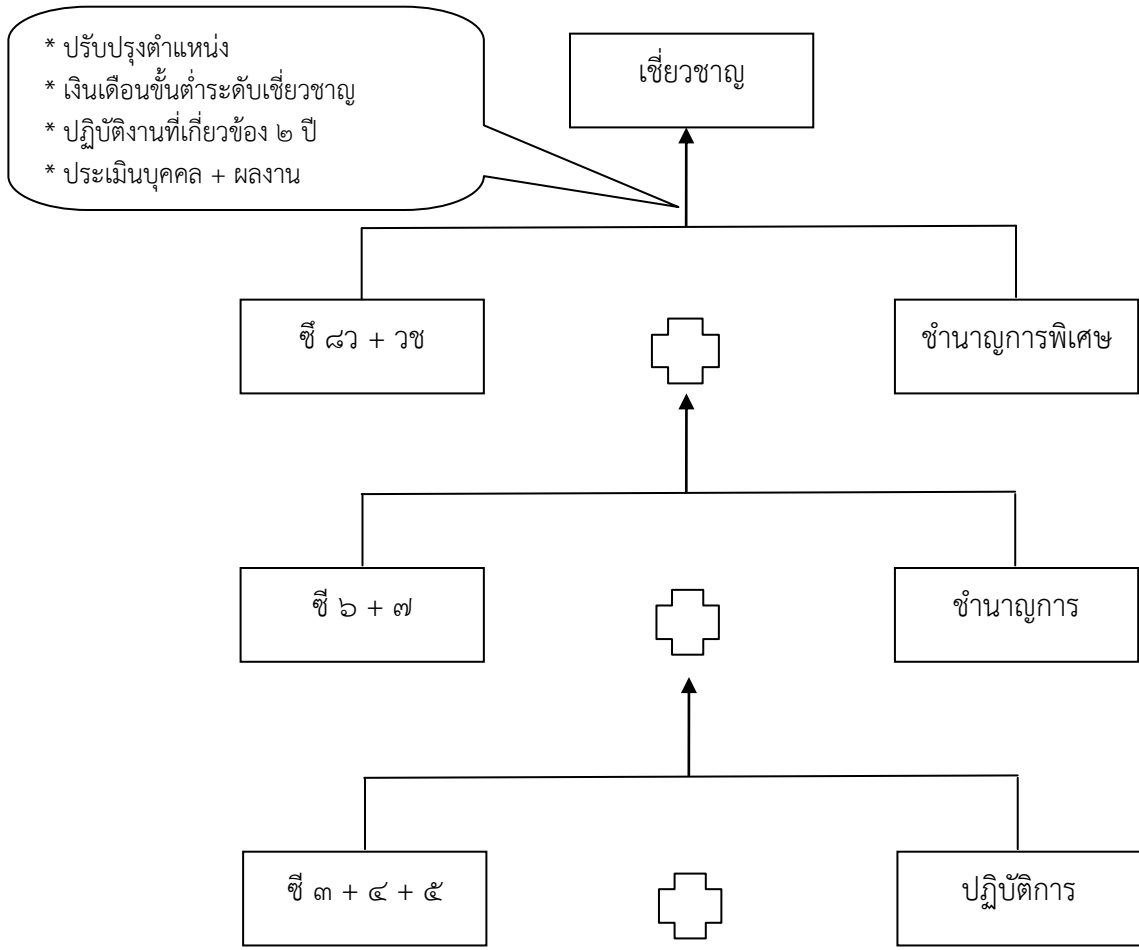 * ปรับปรุงตำแหน่ง
* เงินเดือนขั้นต่ำระดับเชี่ยวชาญ
* ปฏิบัติงานที่เกี่ยวข้อง ๒ ปี
* ประเมินบุคคล + ผลงาน
เชี่ยวชาญ
ซี ๘ว + วช
ชำนาญการพิเศษ
ซี ๖ + ๗
ชำนาญการ
ซี ๓ + ๔ + ๕
ปฏิบัติการ